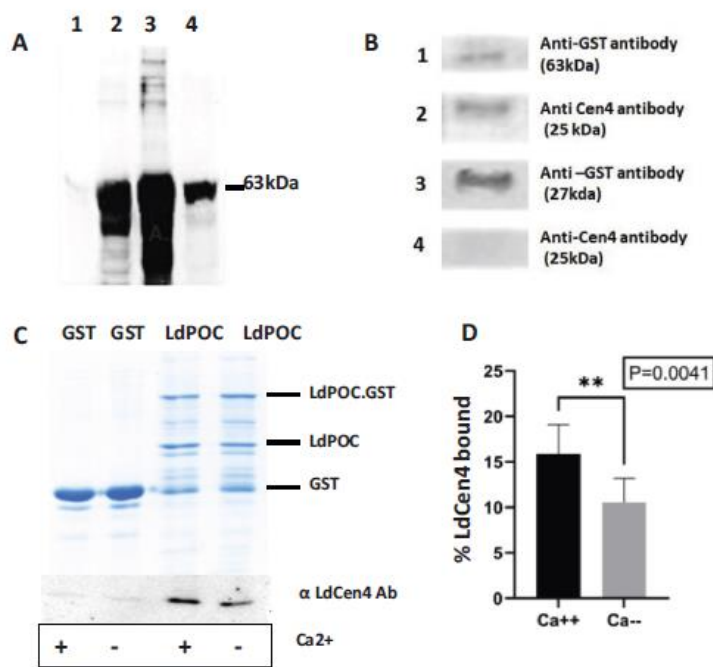 A
1 2 3 4
63kDa
B
1
Anti-GST antibody
(63kDa)
2
Anti Cen4 antibody
(25 kDa)
3
Anti –GST antibody
(27kda)
4
Anti-Cen4 antibody
(25kDa)
C
GST GST LdPOC LdPOC
LdPOC.GST
LdPOC
GST
α LdCen4 Ab
+ - + - Ca2+
D
P=0.0041
**
% LdCen4 bound
25
20
15
10
5
0
Ca++ Ca--